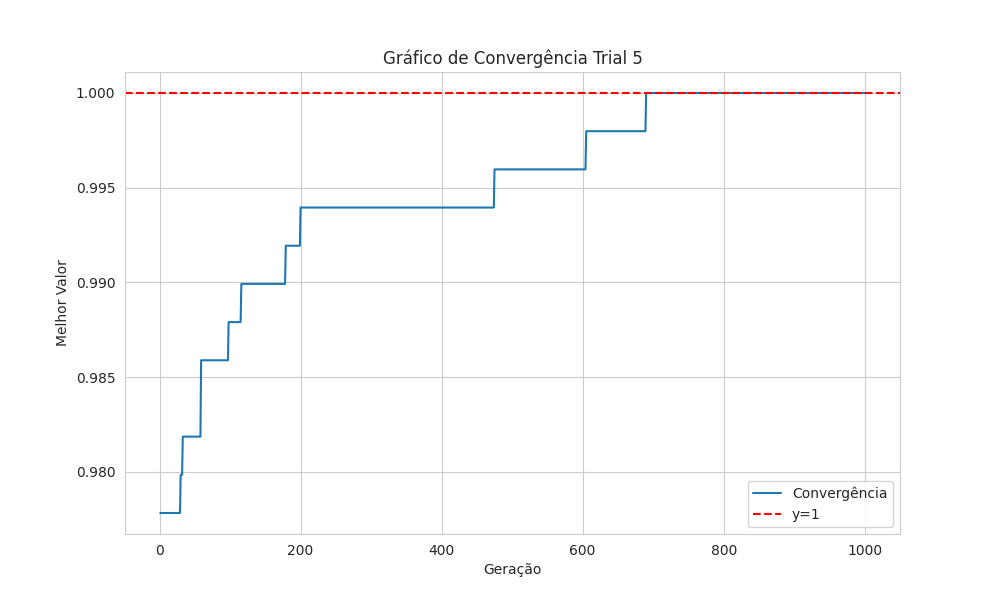 Gráfico de Convergência Trial 5
Melhor Valor
1.000
0.995
0.990
0.985
0.980
0 200 400 600 800 1000
Geração
Convergência
y=1